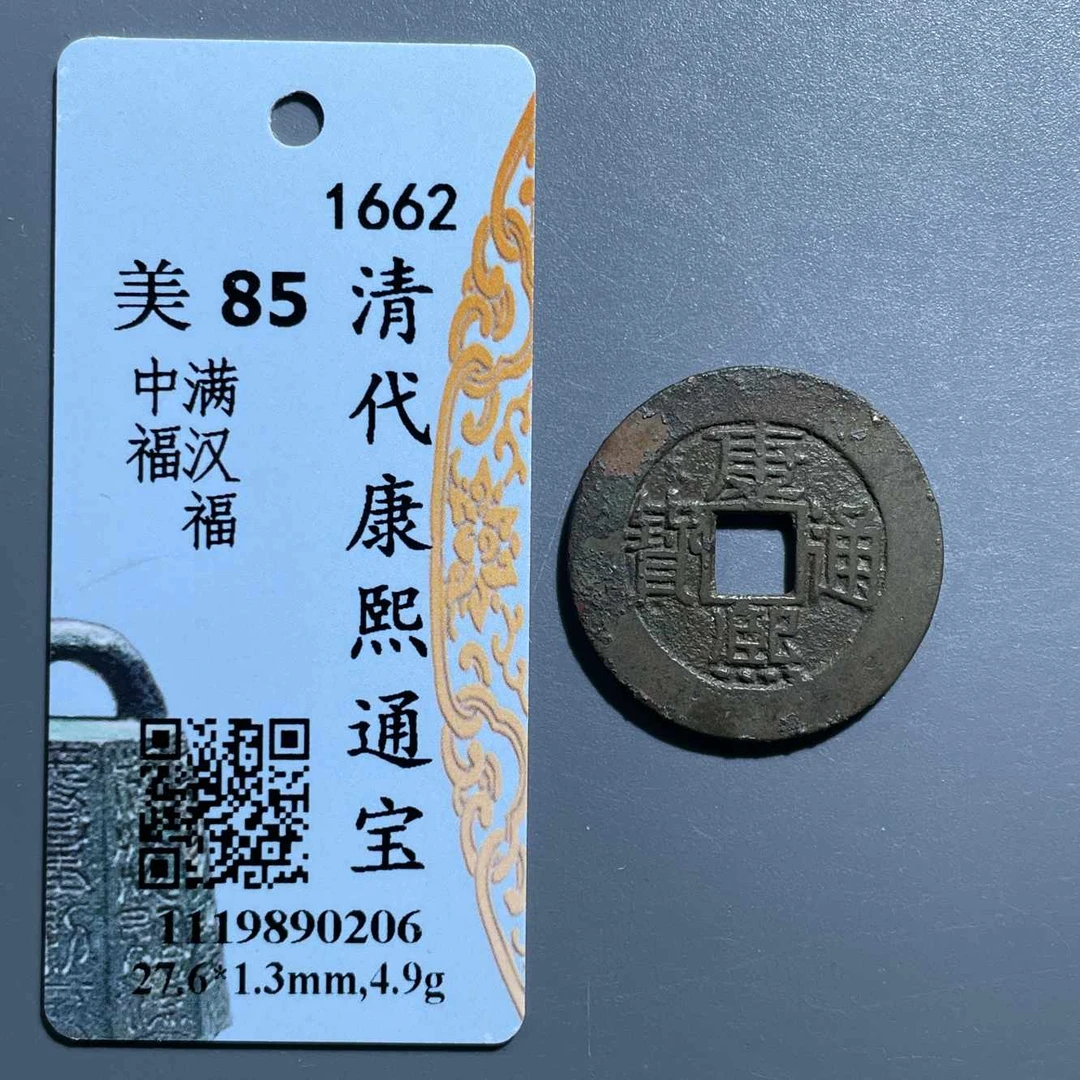 1662
清代康熙通宝
美 85
满汉福
中福
1119890206
27.6*1.3mm,4.9g
康熙通寶